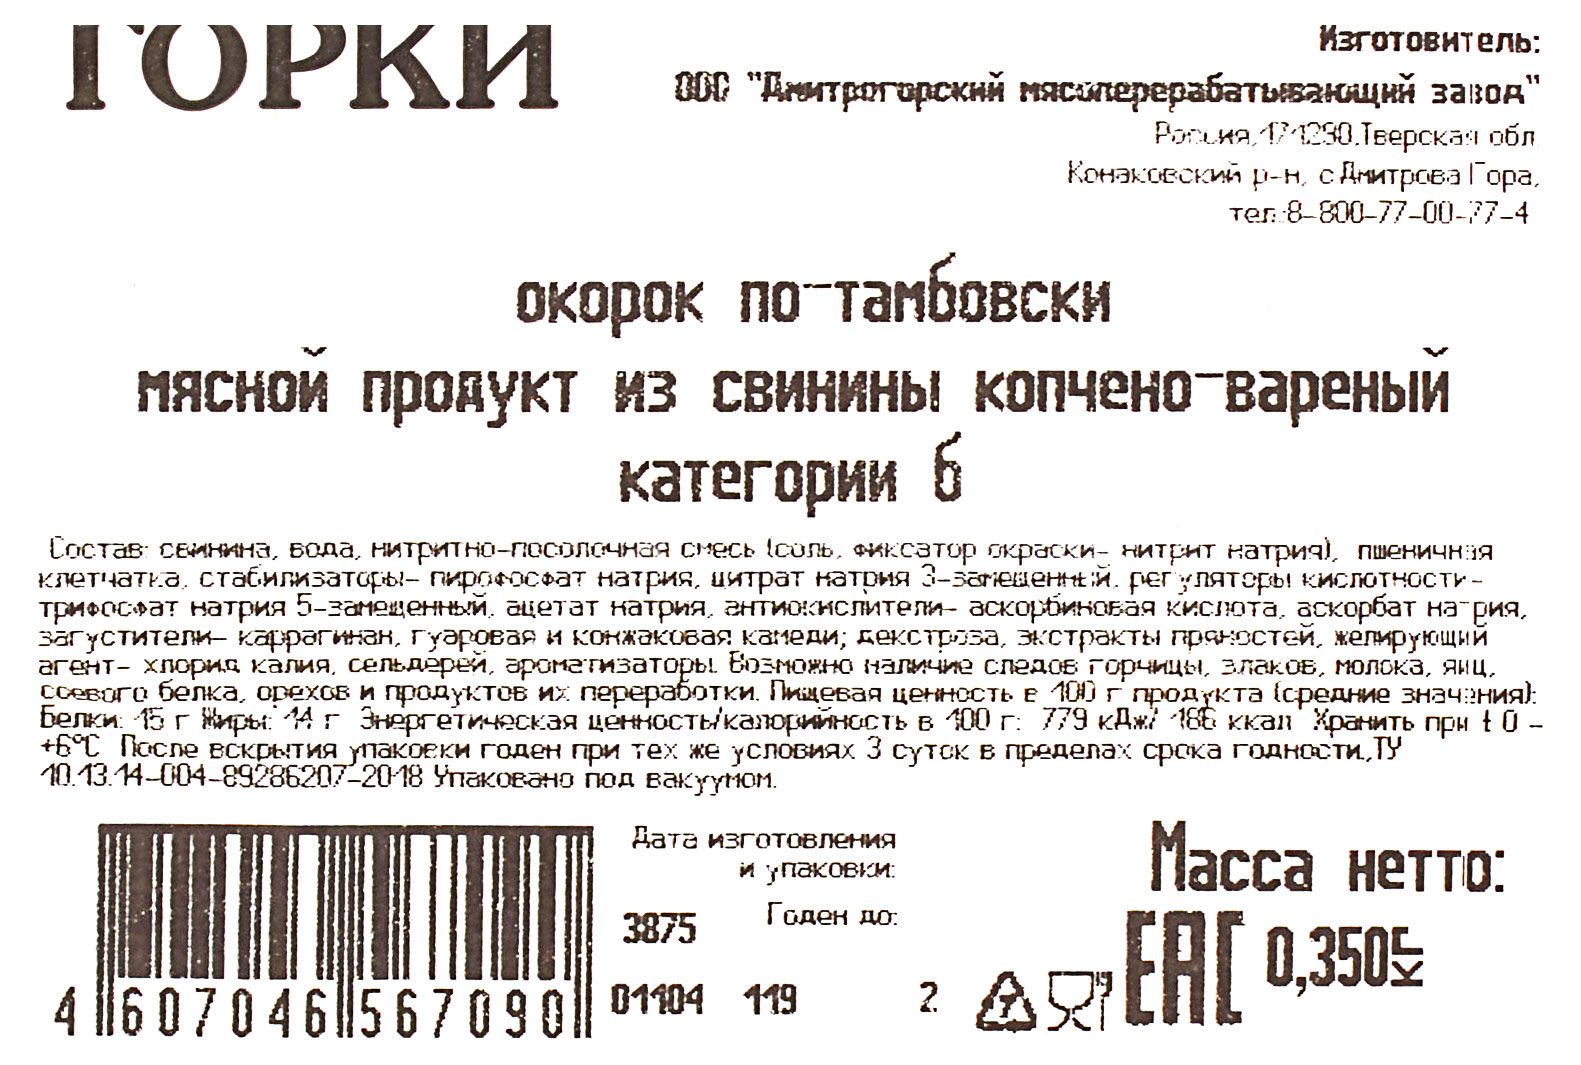 ГОРКИ
Изготовитель:
ООО "Дмитрогорский мясоперерабатывающий завод"
Россия,171290,Тверская обл
Конаковский р-н, с Дмитрова Гора,
тел.:8-800-77-00-77-4
окорок по-тамбовски
мясной продукт из свинины копчено-вареный
категории б
Состав: свинина, вода, нитритно-посолочная смесь (соль, фиксатор окраски- нитрит натрия), пшеничная
клетчатка, стабилизаторы- пирофосфат натрия, цитрат натрия 3-замещенный, регуляторы кислотности-
трифосфат натрия 5-замещенный, ацетат натрия, антиокислители- аскорбиновая кислота, аскорбат натрия,
загустители- каррагинан, гуаровая и конжаковая камеди; декстроза, экстракты пряностей, желирующий
агент- хлорид калия, сельдерей, ароматизаторы. Возможно наличие следов горчицы, злаков, молока, яиц,
соевого белка, орехов и продуктов их переработки. Пищевая ценность в 100 г продукта (средние значения):
Белки: 15 г Жиры: 14 г Энергетическая ценность/калорийность в 100 г: 779 кДж/ 186 ккал Хранить при t 0 -
+6°С После вскрытия упаковки годен при тех же условиях 3 суток в пределах срока годности.,ТУ
10.13.14-004-89286207-2018 Упаковано под вакуумом.
Дата изготовления
и упаковки:
Годен до:
3875
01104 119 2
Масса нетто:
ЕАС 0,350кг
4 607046 567090